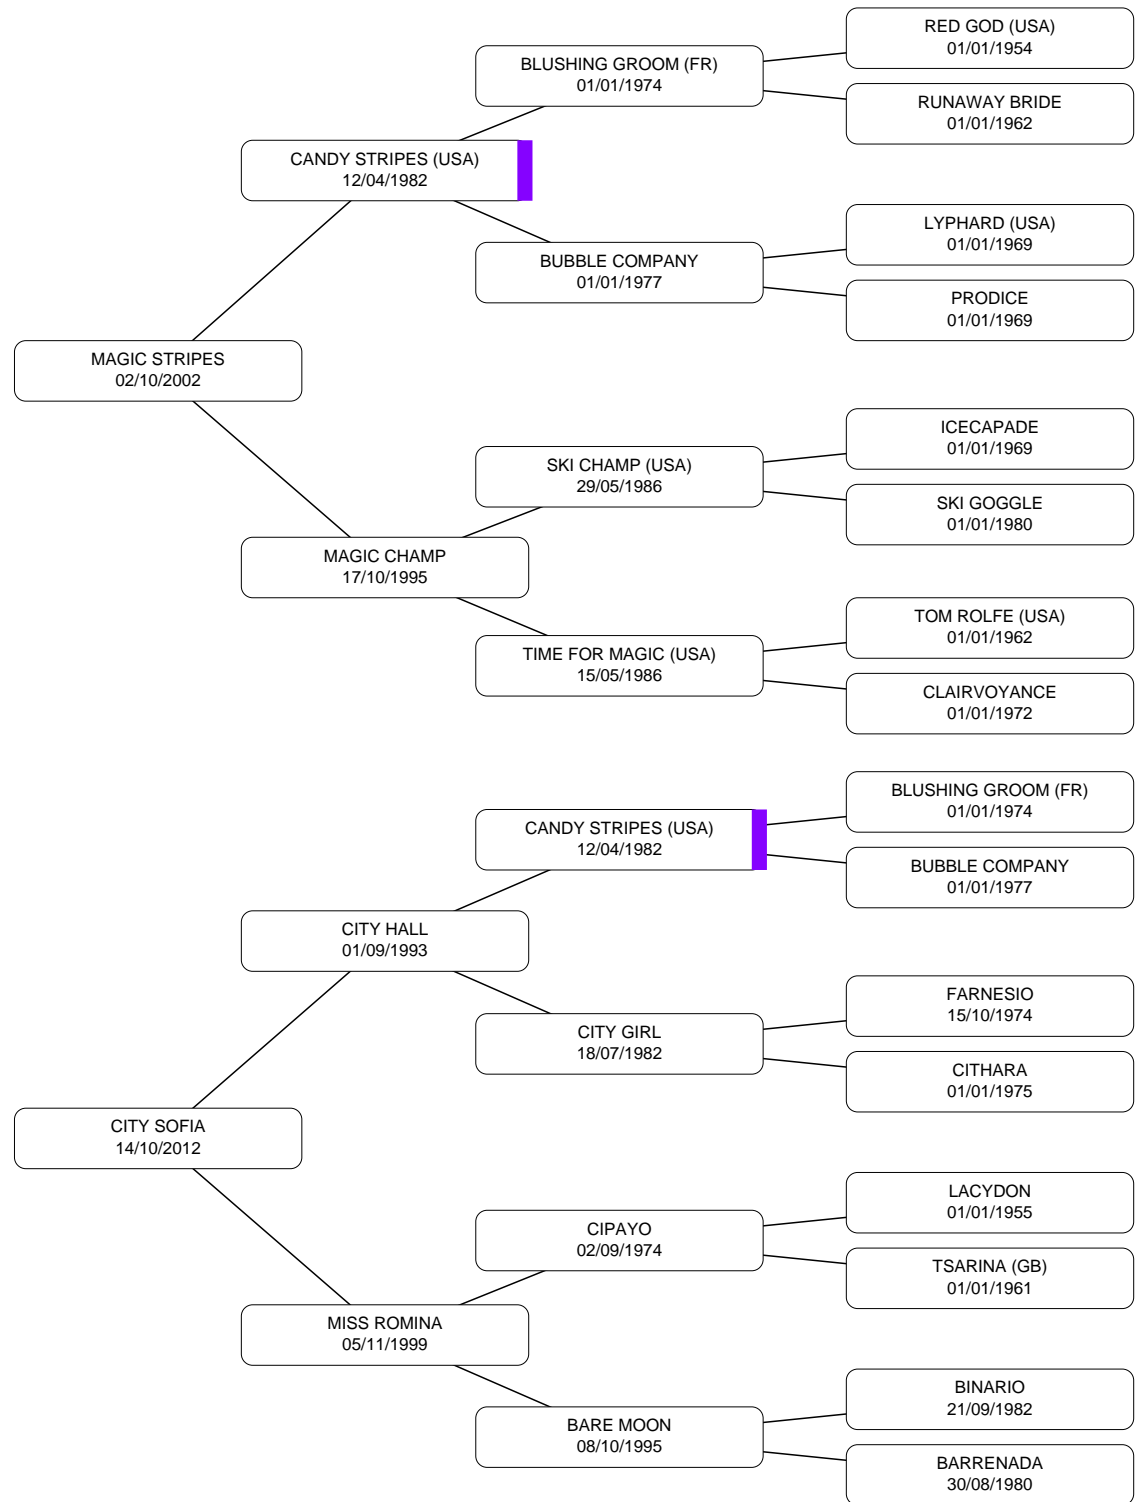 RED GOD (USA)
01/01/1954
BLUSHING GROOM (FR)
01/01/1974
RUNAWAY BRIDE
01/01/1962
CANDY STRIPES (USA)
12/04/1982
LYPHARD (USA)
01/01/1969
BUBBLE COMPANY
01/01/1977
PRODICE
01/01/1969
MAGIC STRIPES
02/10/2002
ICECAPADE
01/01/1969
SKI CHAMP (USA)
29/05/1986
SKI GOGGLE
01/01/1980
MAGIC CHAMP
17/10/1995
TOM ROLFE (USA)
01/01/1962
TIME FOR MAGIC (USA)
15/05/1986
CLAIRVOYANCE
01/01/1972
BLUSHING GROOM (FR)
01/01/1974
CANDY STRIPES (USA)
12/04/1982
BUBBLE COMPANY
01/01/1977
CITY HALL
01/09/1993
FARNESIO
15/10/1974
CITY GIRL
18/07/1982
CITHARA
01/01/1975
CITY SOFIA
14/10/2012
LACYDON
01/01/1955
CIPAYO
02/09/1974
TSARINA (GB)
01/01/1961
MISS ROMINA
05/11/1999
BINARIO
21/09/1982
BARE MOON
08/10/1995
BARRENADA
30/08/1980